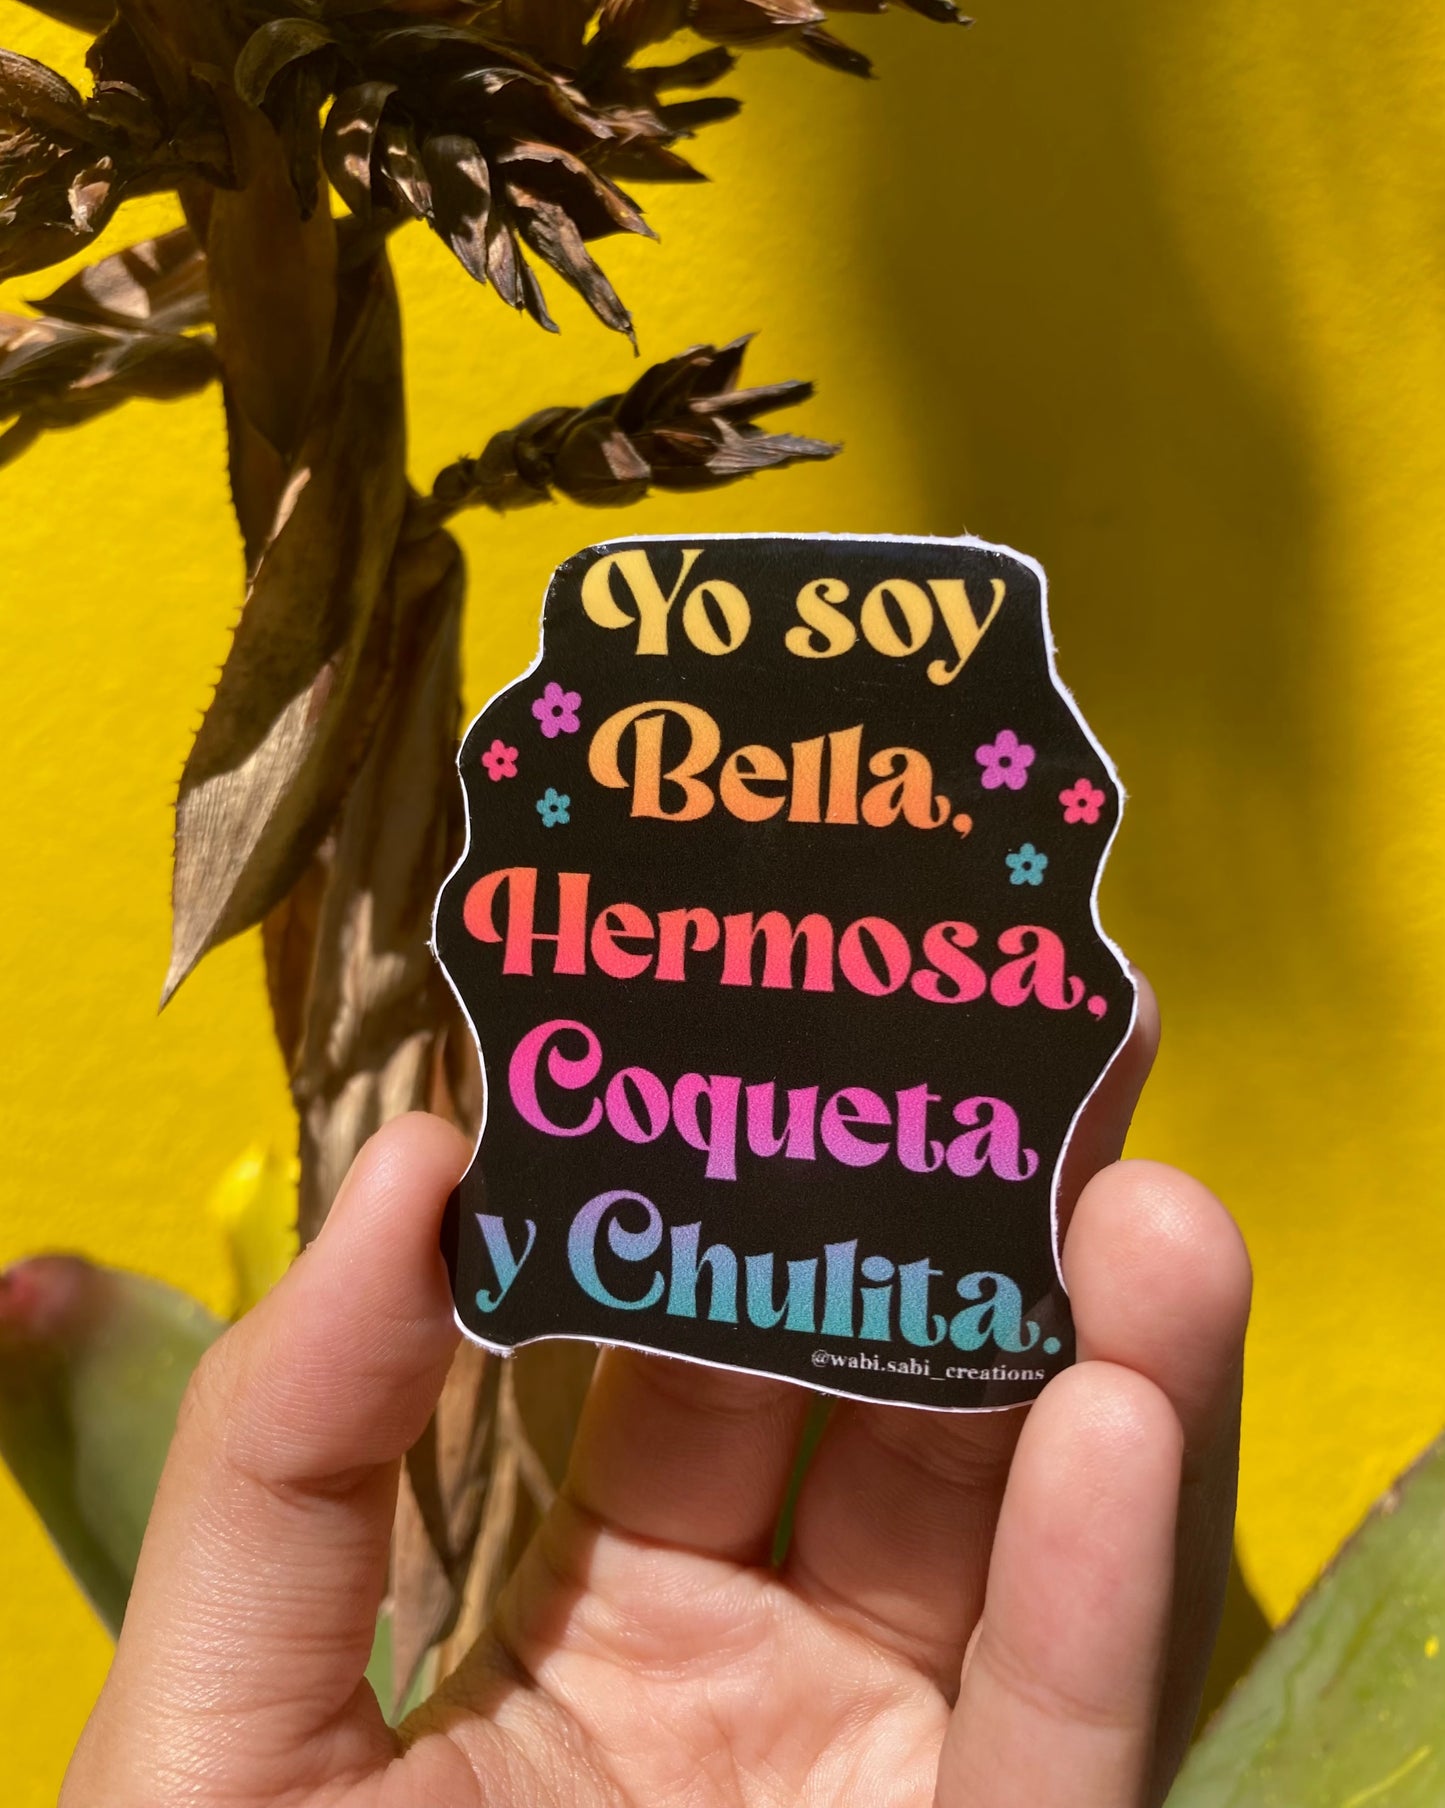 Yo soy
Bella,
Hermosa,
Coqueta
y Chulita.
@wabi.sabi_creations